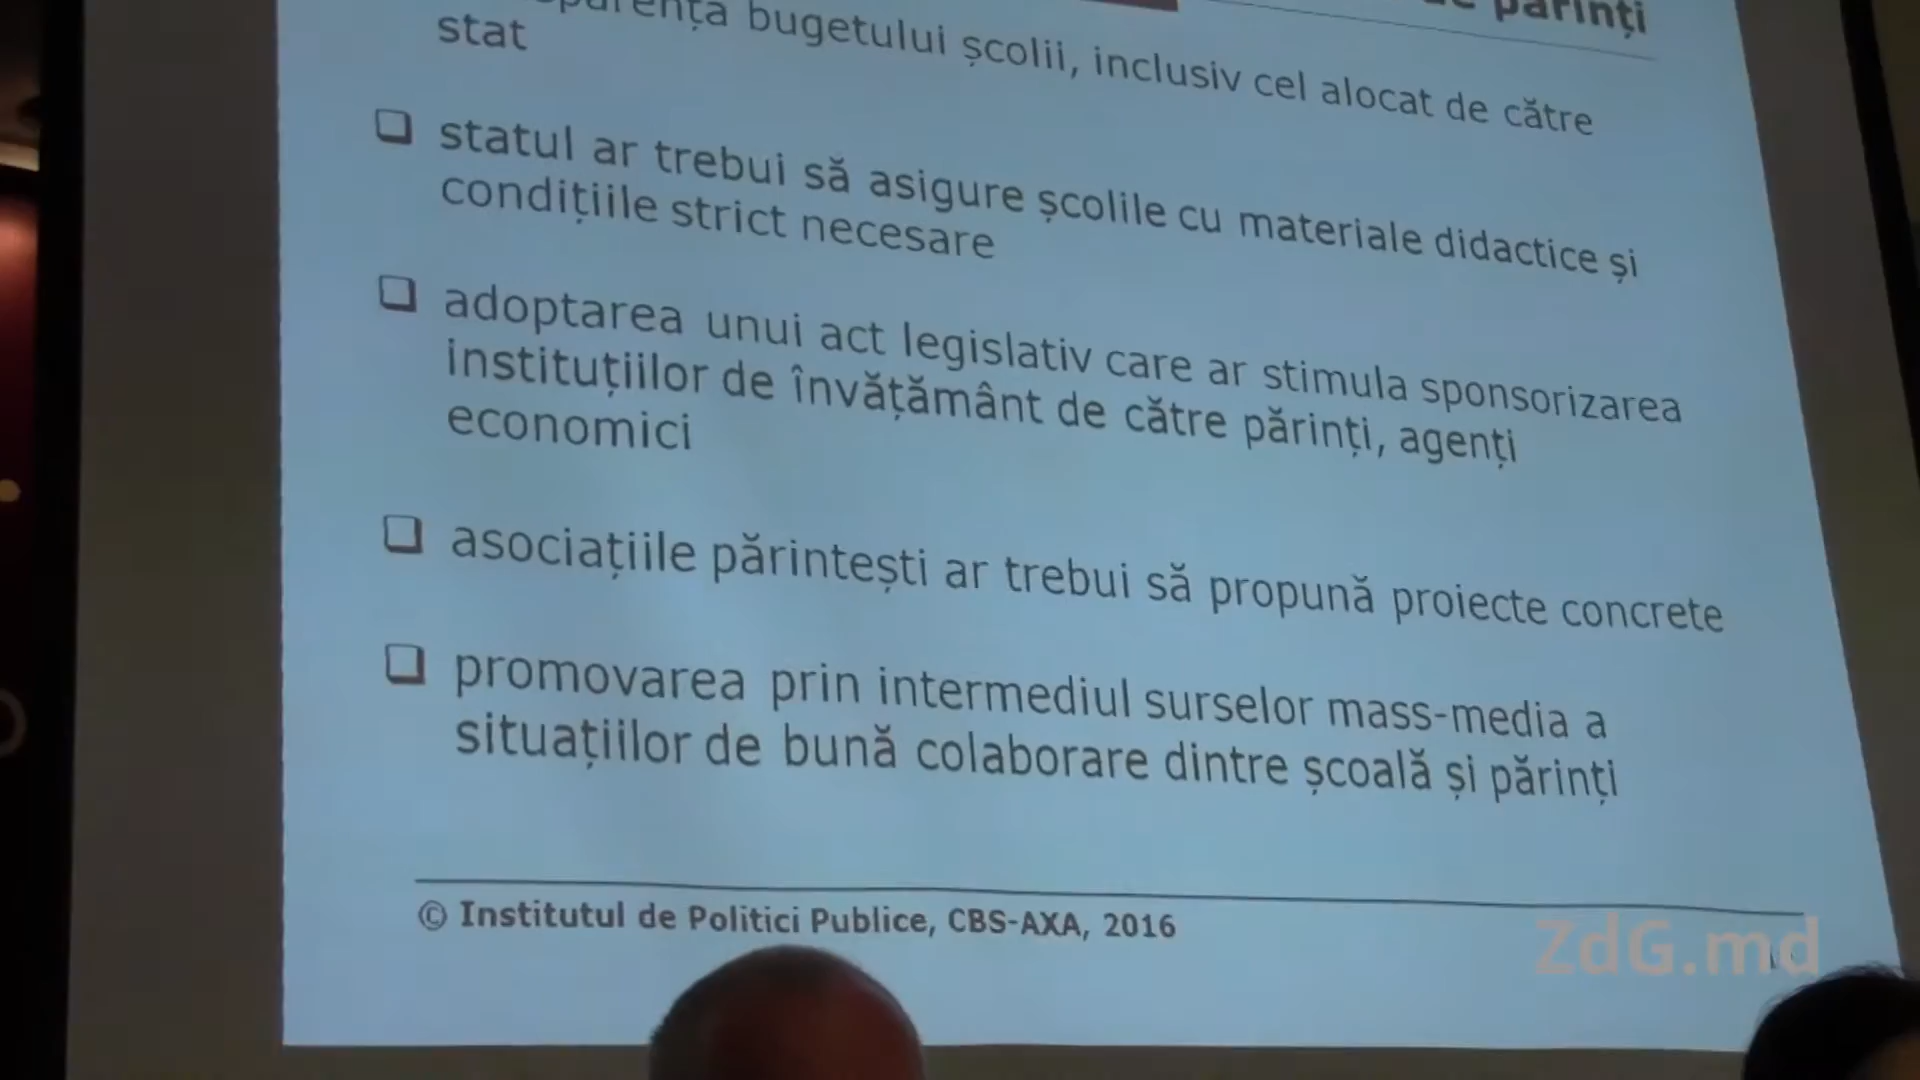 de părinți
bugetului școlii, inclusiv cel alocat de către
stat
statul ar trebui să asigure școlile cu materiale didactice și
condițiile strict necesare
adoptarea unui act legislativ care ar stimula sponsorizarea
instituțiilor de învățământ de către părinți, agenți
economici
asociațiile părintești ar trebui să propună proiecte concrete
promovarea prin intermediul surselor mass-media a
situațiilor de bună colaborare dintre școală și părinți
© Institutul de Politici Publice, CBS-AXA, 2016
ZdG.md